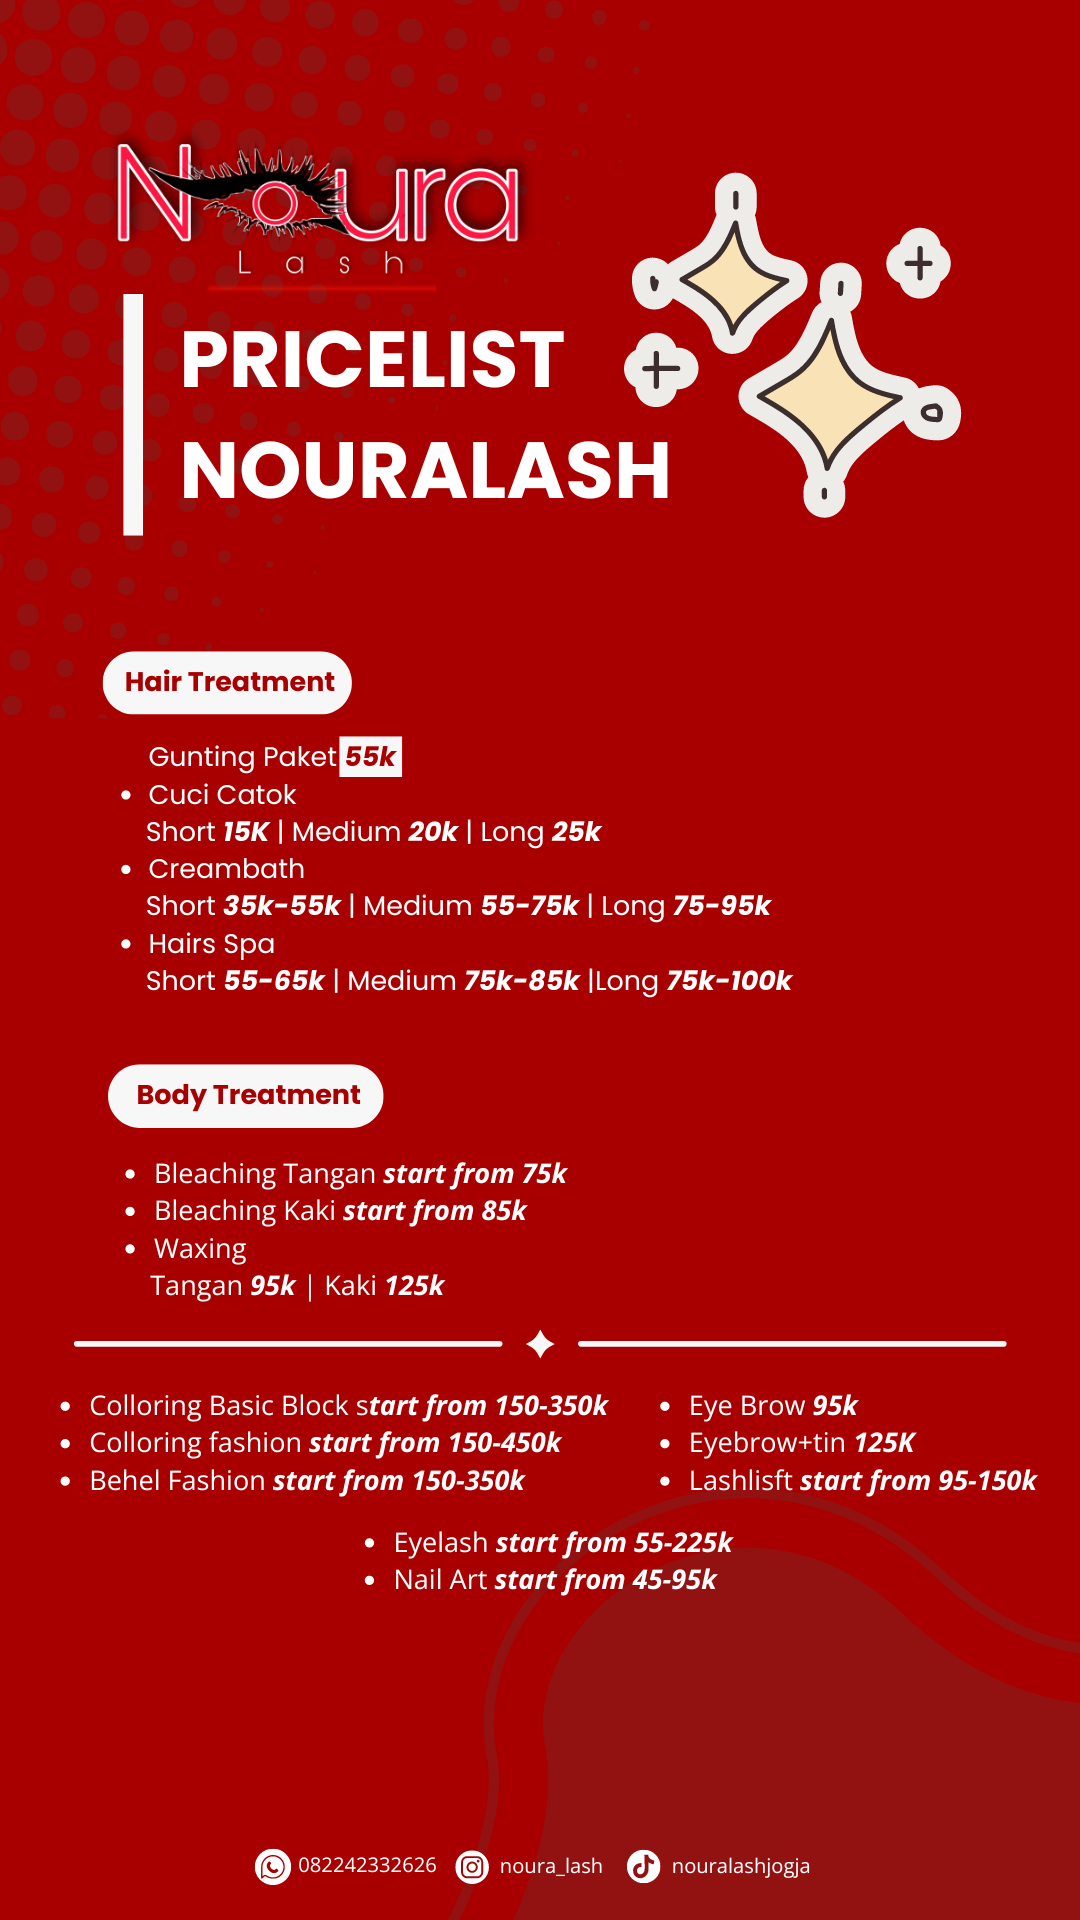 Noura
Lash
PRICELIST
NOURALASH
Hair Treatment
Gunting Paket 55k
• Cuci Catok
Short 15K | Medium 20k | Long 25k
• Creambath
Short 35k-55k | Medium 55-75k | Long 75-95k
• Hairs Spa
Short 55-65k | Medium 75k-85k |Long 75k-100k
Body Treatment
• Bleaching Tangan start from 75k
• Bleaching Kaki start from 85k
• Waxing
Tangan 95k | Kaki 125k
• Colloring Basic Block start from 150-350k
• Colloring fashion start from 150-450k
• Behel Fashion start from 150-350k
• Eye Brow 95k
• Eyebrow+tin 125K
• Lashlisft start from 95-150k
• Eyelash start from 55-225k
• Nail Art start from 45-95k
082242332626 noura_lash nouralashjogja